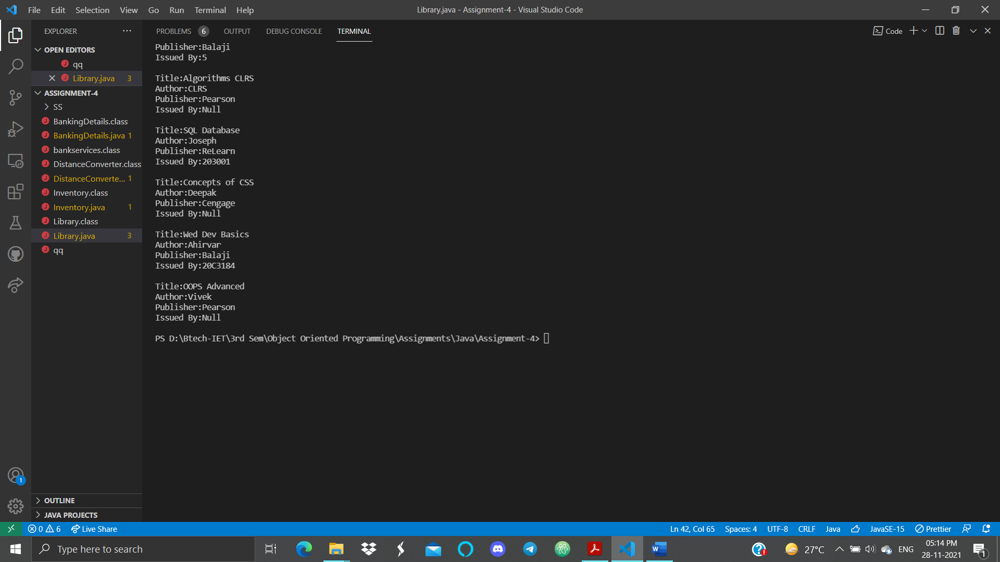 File Edit Selection View Go Run Terminal Help
Library.java - Assignment-4 - Visual Studio Code
EXPLORER
PROBLEMS 6 OUTPUT DEBUG CONSOLE TERMINAL
Code
OPEN EDITORS
qq
Library.java 3
ASSIGNMENT-4
SS
BankingDetails.class
BankingDetails.java 1
bankservices.class
DistanceConverter.class
DistanceConverte... 1
Inventory.class
Inventory.java 1
Library.class
Library.java 3
qq
OUTLINE
JAVA PROJECTS
Publisher:Balaji
Issued By:5
Title:Algorithms CLRS
Author:CLRS
Publisher:Pearson
Issued By:Null
Title:SQL Database
Author:Joseph
Publisher:ReLearn
Issued By:203001
Title:Concepts of CSS
Author:Deepak
Publisher:Cengage
Issued By:Null
Title:Wed Dev Basics
Author:Ahirvar
Publisher:Balaji
Issued By:20C3184
Title:OOPS Advanced
Author:Vivek
Publisher:Pearson
Issued By:Null
PS D:\Btech-IET\3rd Sem\Object Oriented Programming\Assignments\Java\Assignment-4>
1
0 6 Live Share
Ln 42, Col 65 Spaces: 4 UTF-8 CRLF Java JavaSE-15 Prettier
Type here to search
27°C ENG
05:14 PM
28-11-2021
1